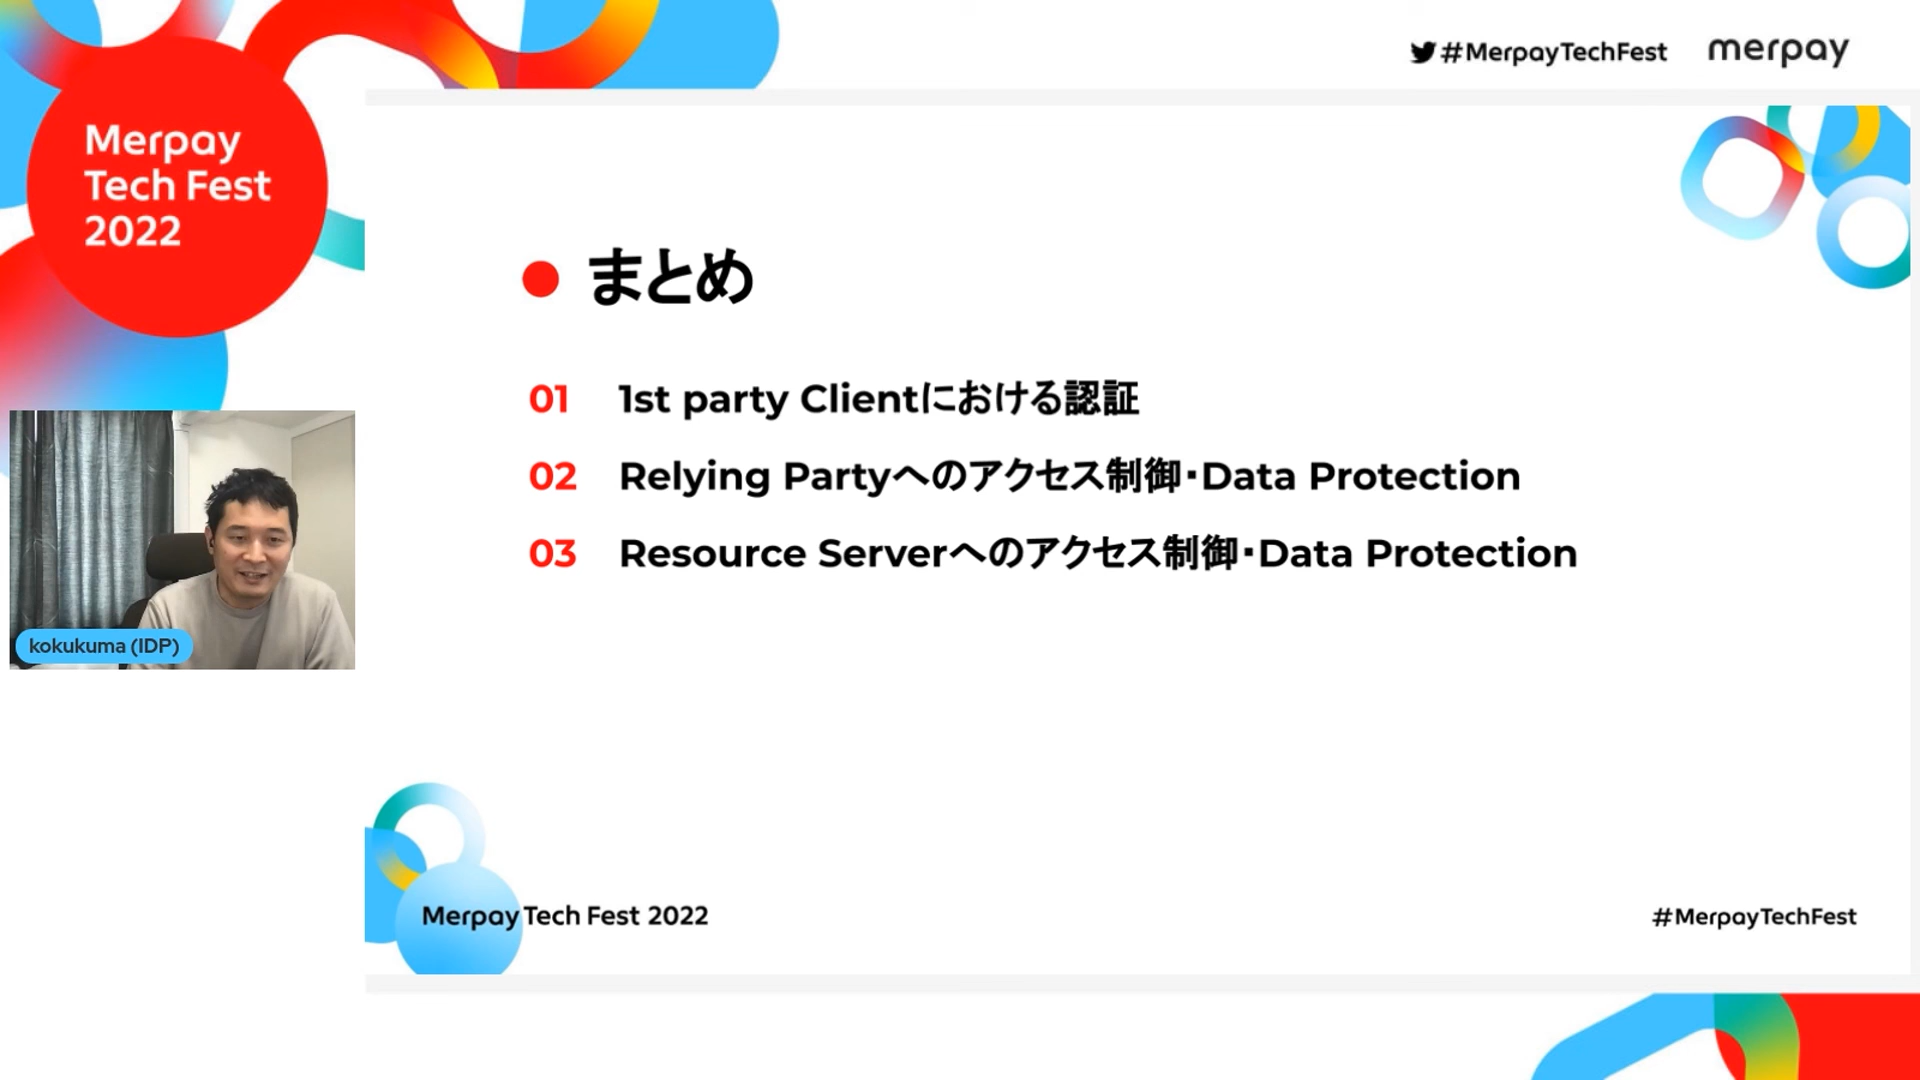 #MerpayTechFest
merpay
Merpay
Tech Fest
2022
まとめ
01 1st party Clientにおける認証
02 Relying Partyへのアクセス制御・Data Protection
03 Resource Serverへのアクセス制御・Data Protection
kokukuma (IDP)
Merpay Tech Fest 2022
#MerpayTechFest